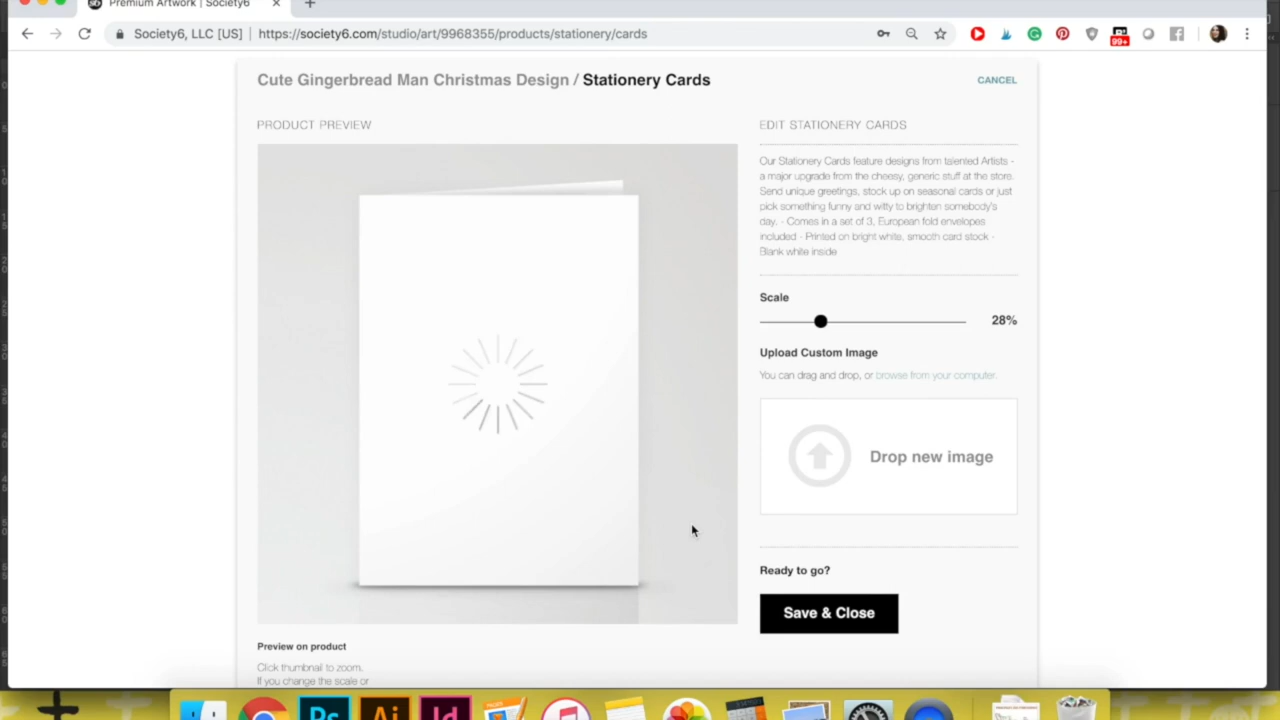 Premium Artwork | Society6
Society6, LLC [US] | https://society6.com/studio/art/9968355/products/stationery/cards
99+
Cute Gingerbread Man Christmas Design / Stationery Cards
CANCEL
PRODUCT PREVIEW
EDIT STATIONERY CARDS
Our Stationery Cards feature designs from talented Artists -
a major upgrade from the cheesy, generic stuff at the store.
Send unique greetings, stock up on seasonal cards or just
pick something funny and witty to brighten somebody's
day. - Comes in a set of 3, European fold envelopes
included - Printed on bright white, smooth card stock -
Blank white inside
Scale
28%
Upload Custom Image
You can drag and drop, or browse from your computer.
Drop new image
Ready to go?
Save & Close
Preview on product
Click thumbnail to zoom.
If you change the scale or
Ps
Ai
Id